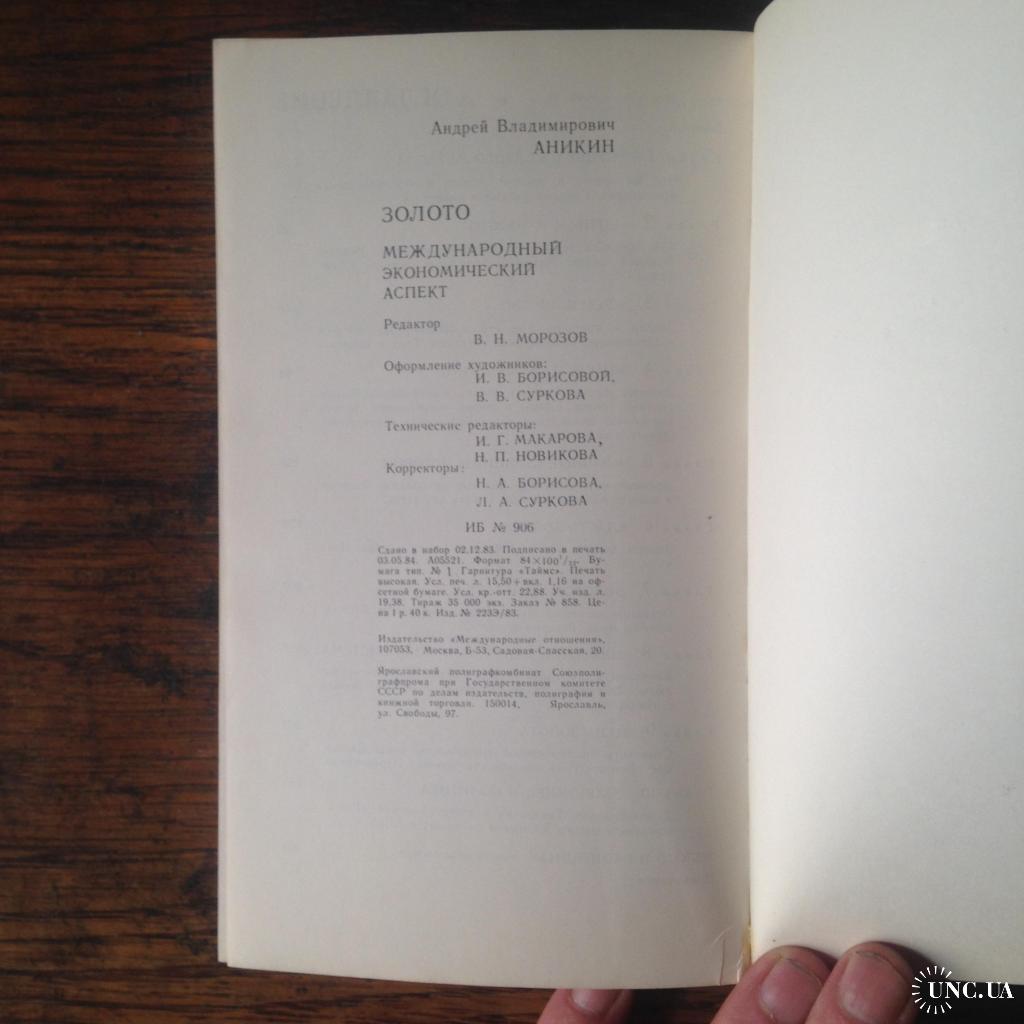 Андрей Владимирович
АНИКИН
ЗОЛОТО
МЕЖДУНАРОДНЫЙ
ЭКОНОМИЧЕСКИЙ
АСПЕКТ
Редактор
В. Н. МОРОЗОВ
Оформление художников:
И. В. БОРИСОВОЙ,
В. В. СУРКОВА
Технические редакторы:
И. Г. МАКАРОВА,
Н. П. НОВИКОВА
Корректоры:
Н. А. БОРИСОВА,
Л. А. СУРКОВА
ИБ № 906
Сдано в набор 02.12.83. Подписано в печать
03.05.84. А05521. Формат 84×100¹/₃₂. Бу-
мага тип. № 1. Гарнитура «Таймс». Печать
высокая. Усл. печ. л. 15,50+вкл. 1,16 на оф-
сетной бумаге. Усл. кр.-отт. 22,88. Уч. изд. л.
19,38. Тираж 35 000 экз. Заказ № 858. Це-
на 1 р. 40 к. Изд. № 223Э/83.
Издательство «Международные отношения»,
107053, Москва, Б-53, Садовая-Спасская, 20.
Ярославский полиграфкомбинат Союзполи-
графпрома при Государственном комитете
СССР по делам издательств, полиграфии и
книжной торговли. 150014, Ярославль,
ул. Свободы, 97.
UNC.UA